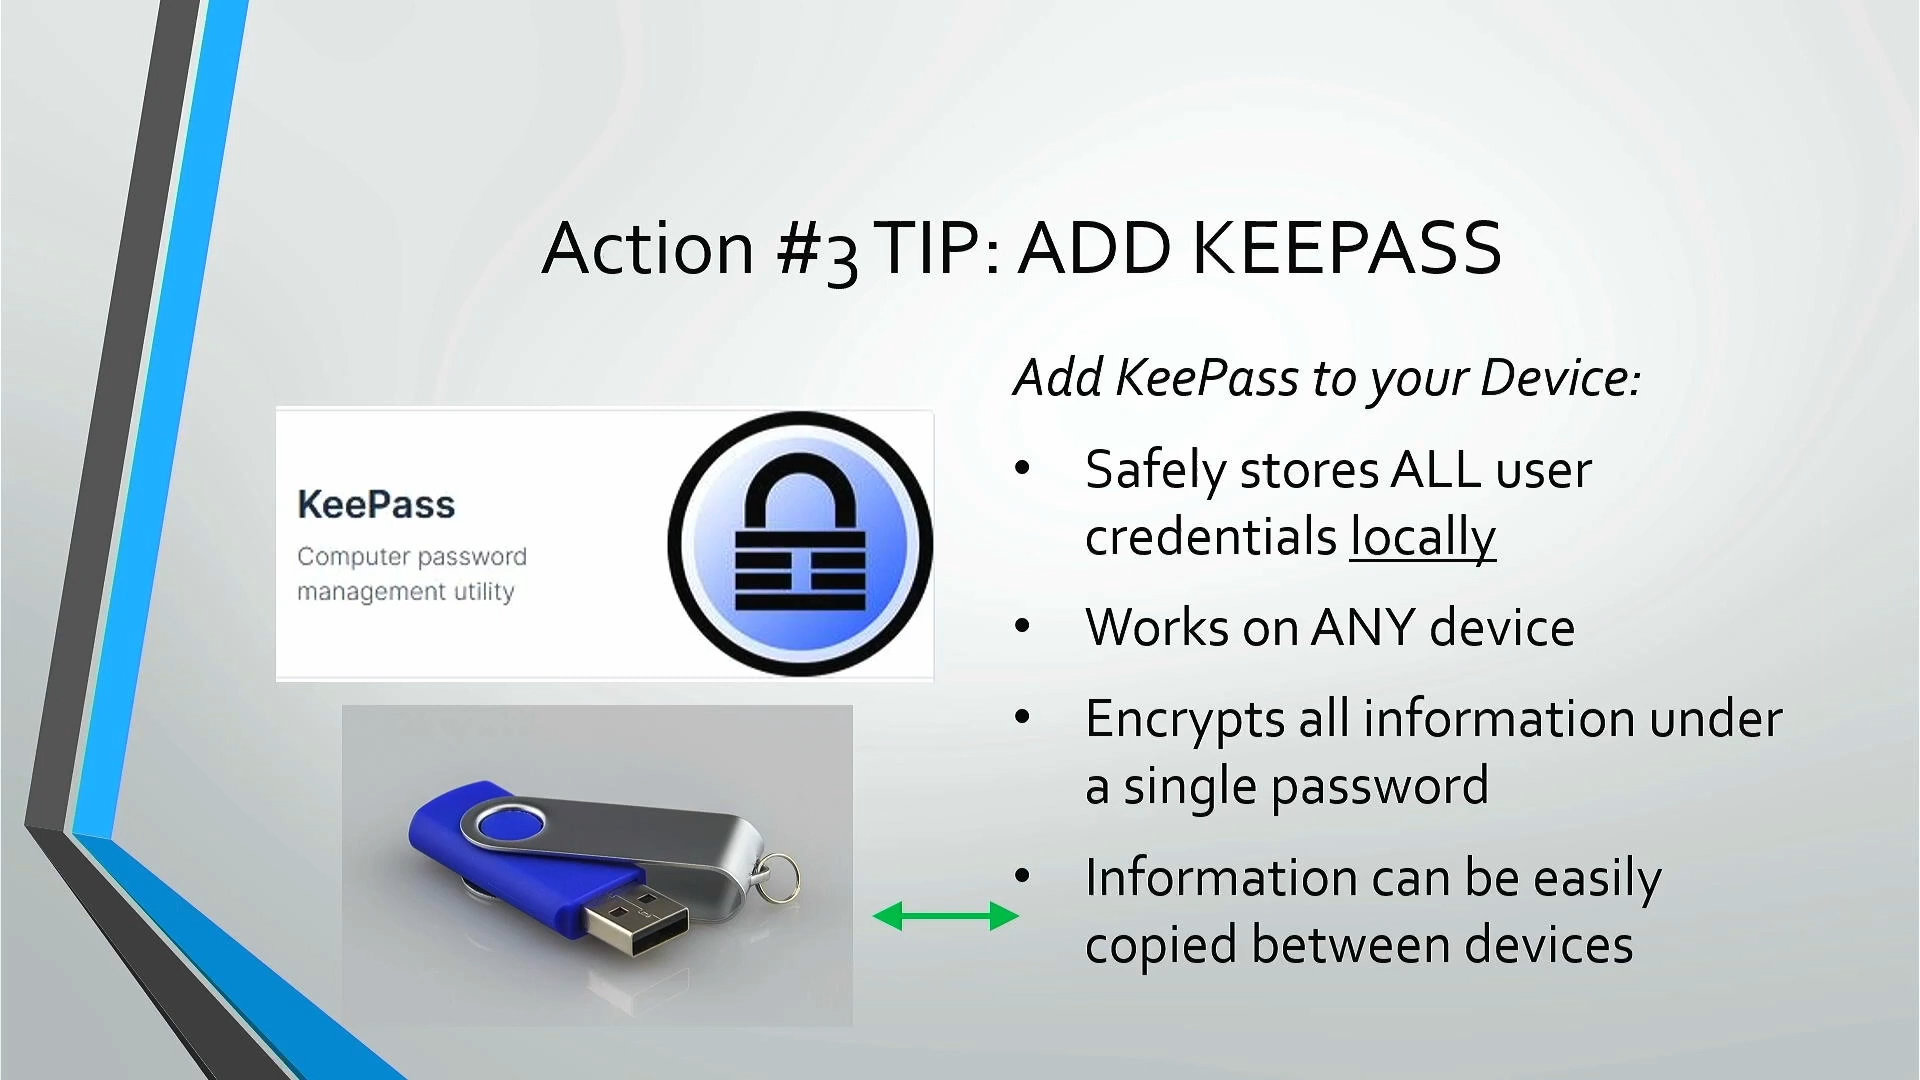 Action #3 TIP: ADD KEEPASS
KeePass
Computer password
management utility
Add KeePass to your Device:
• Safely stores ALL user
credentials locally
• Works on ANY device
• Encrypts all information under
a single password
• Information can be easily
copied between devices